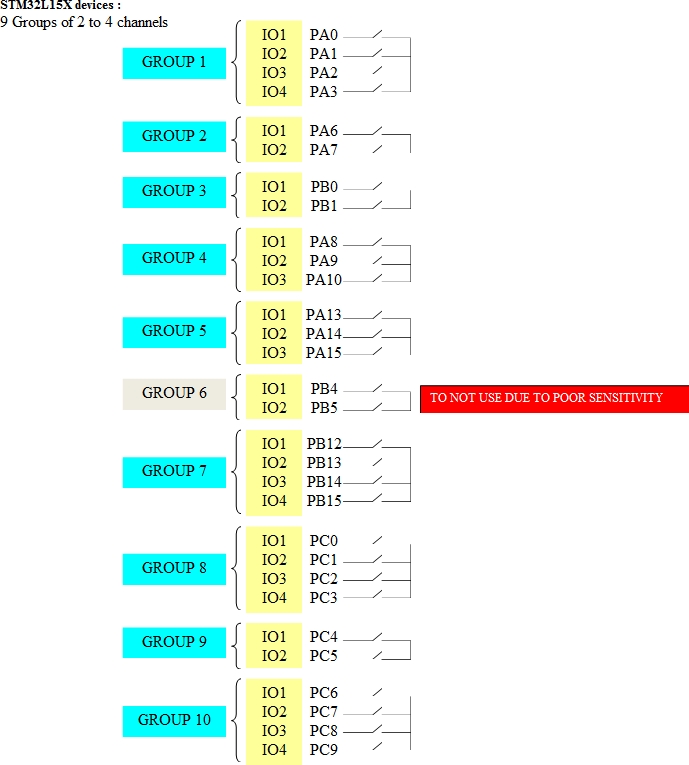 STM32L15X devices :
9 Groups of 2 to 4 channels
GROUP 1
IO1 PA0
IO2 PA1
IO3 PA2
IO4 PA3
GROUP 2
IO1 PA6
IO2 PA7
GROUP 3
IO1 PB0
IO2 PB1
GROUP 4
IO1 PA8
IO2 PA9
IO3 PA10
GROUP 5
IO1 PA13
IO2 PA14
IO3 PA15
GROUP 6
IO1 PB4
IO2 PB5
TO NOT USE DUE TO POOR SENSITIVITY
GROUP 7
IO1 PB12
IO2 PB13
IO3 PB14
IO4 PB15
GROUP 8
IO1 PC0
IO2 PC1
IO3 PC2
IO4 PC3
GROUP 9
IO1 PC4
IO2 PC5
GROUP 10
IO1 PC6
IO2 PC7
IO3 PC8
IO4 PC9